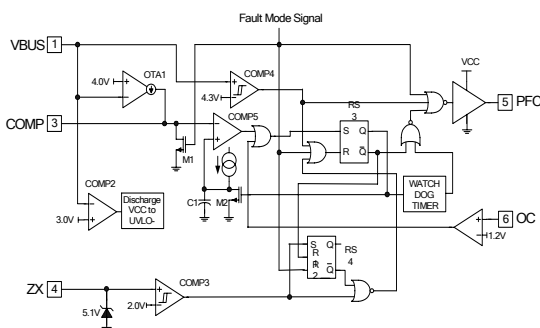 Fault Mode Signal
VBUS 1
VCC
4.0V
OTA1
COMP4
4.3V
RS
3
5 PFC
COMP 3
COMP5
S Q
R Q
M1
C1
M2
WATCH
DOG
TIMER
COMP2
3.0V
Discharge
VCC to
UVLO-
6 OC
1.2V
S Q
R
R
2 Q
RS
4
ZX 4
COMP3
5.1V
2.0V